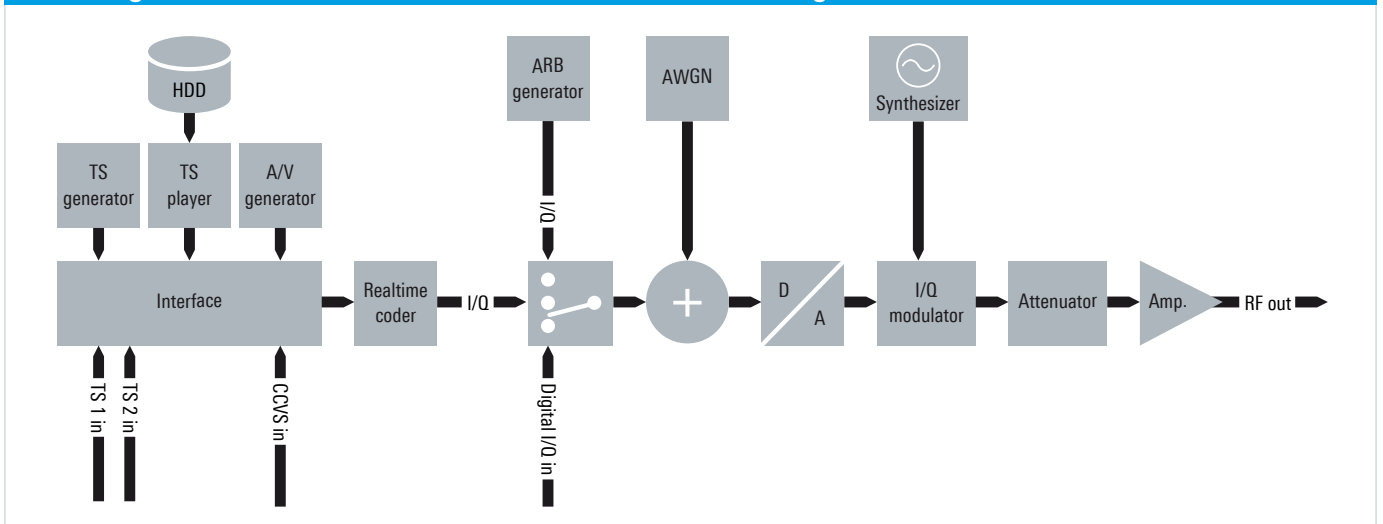 HDD
ARB
generator
AWGN
Synthesizer
TS
generator
TS
player
A/V
generator
I/Q
Interface
Realtime
coder
I/Q
D
A
I/Q
modulator
Attenuator
Amp.
RF out
TS 1 in
TS 2 in
CCVS in
Digital I/Q in